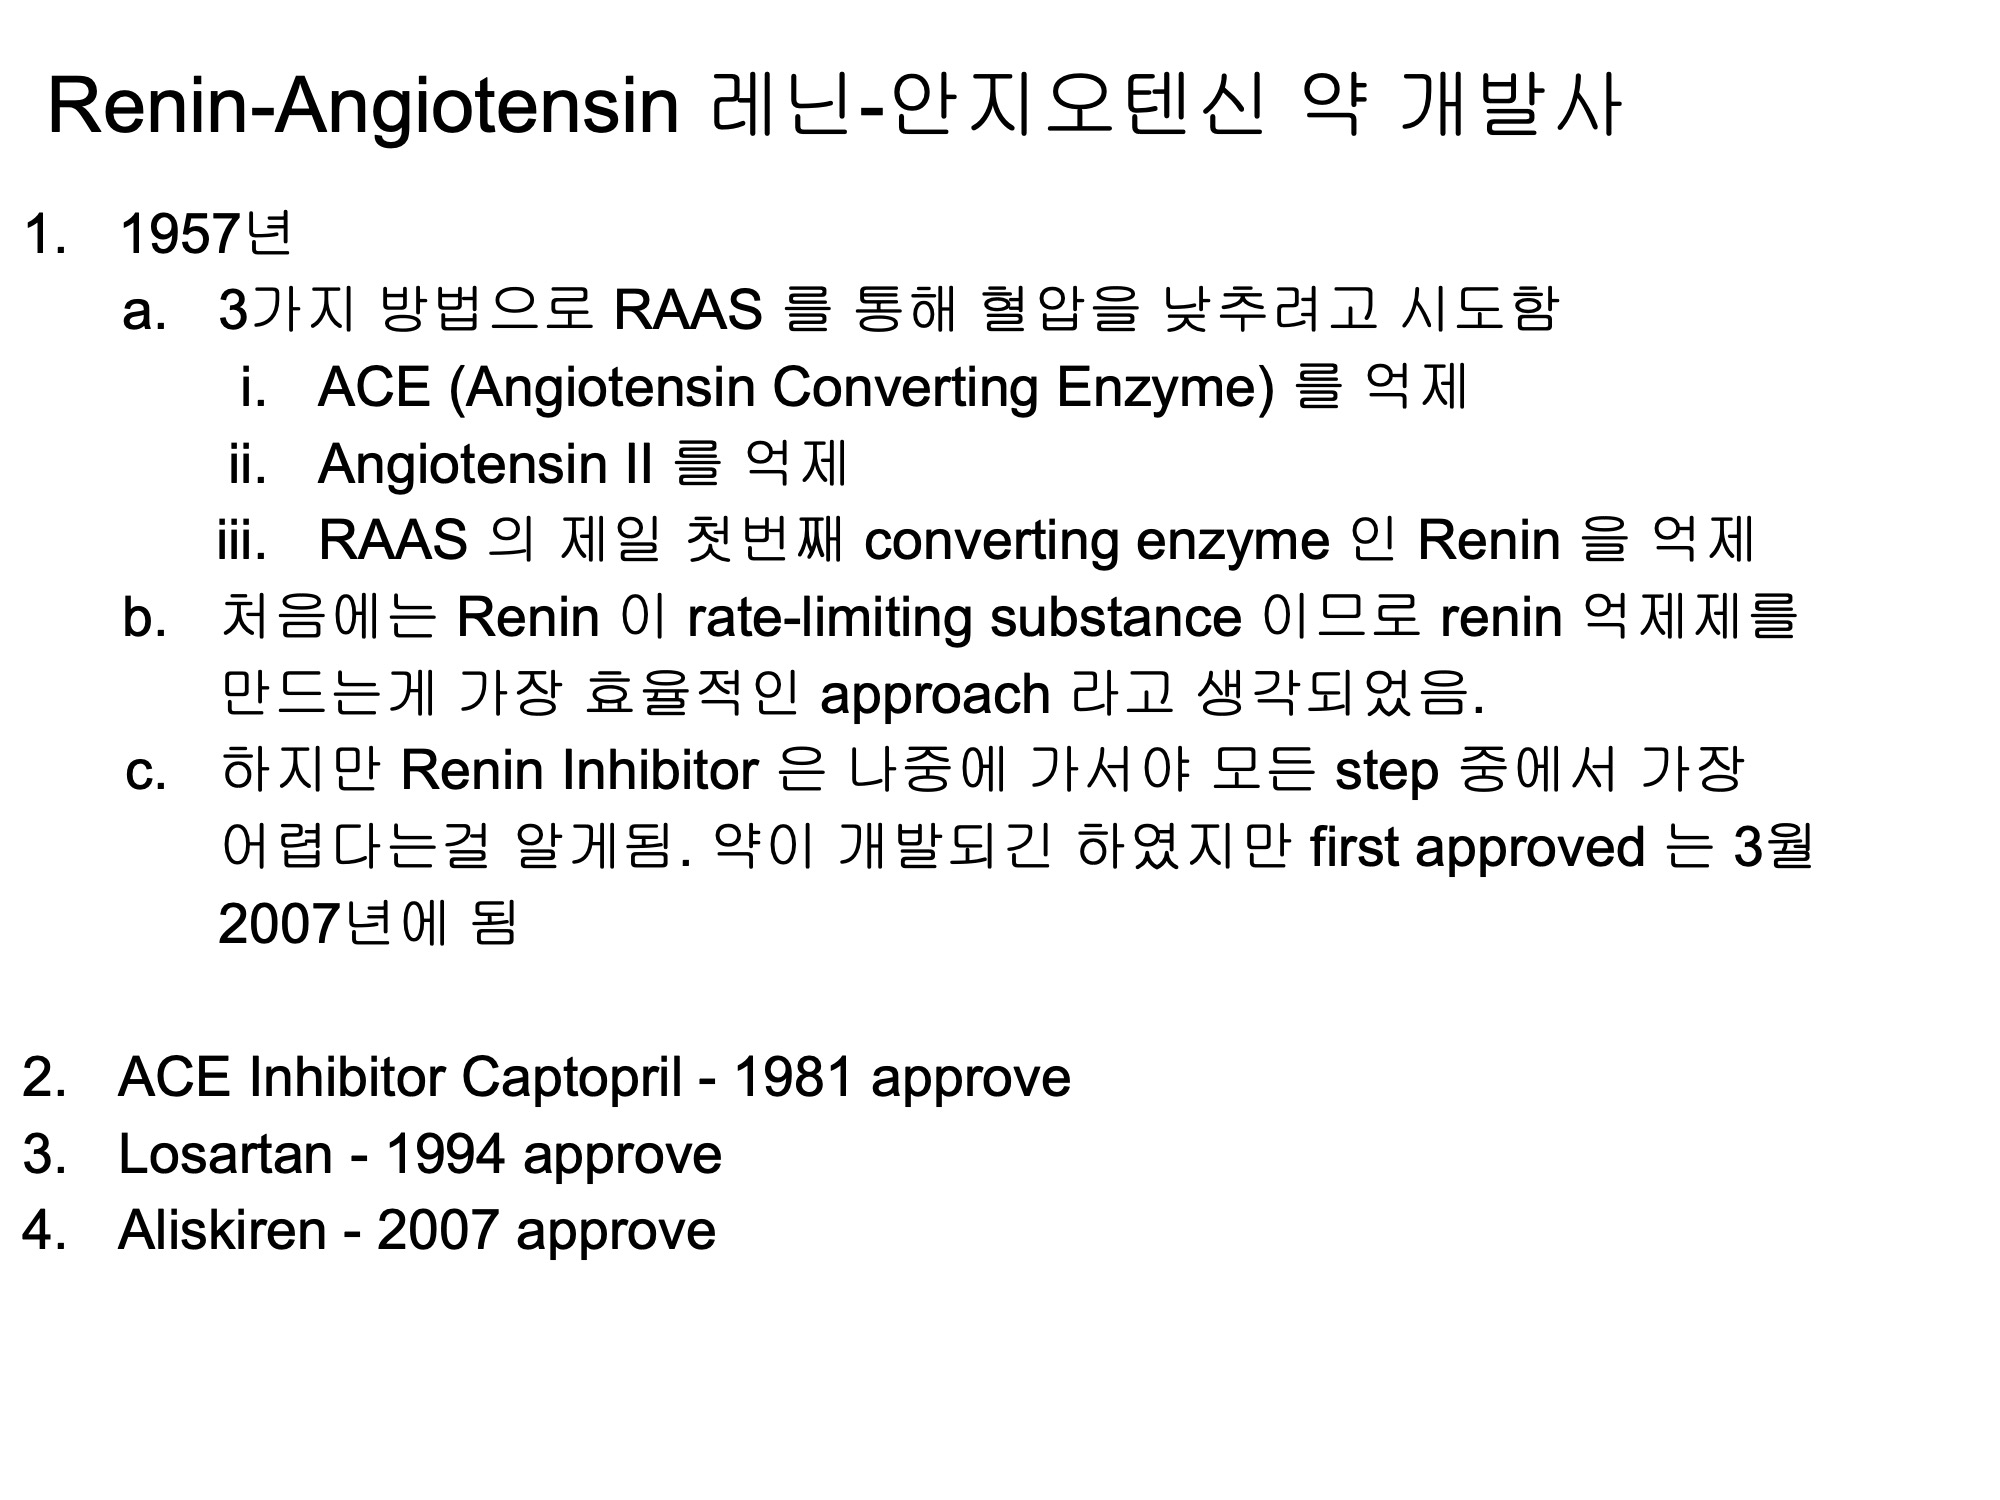 Renin-Angiotensin 레닌-안지오텐신 약 개발사
1. 1957년
a. 3가지 방법으로 RAAS 를 통해 혈압을 낮추려고 시도함
i. ACE (Angiotensin Converting Enzyme) 를 억제
ii. Angiotensin II 를 억제
iii. RAAS 의 제일 첫번째 converting enzyme 인 Renin 을 억제
b. 처음에는 Renin 이 rate-limiting substance 이므로 renin 억제제를
만드는게 가장 효율적인 approach 라고 생각되었음.
c. 하지만 Renin Inhibitor 은 나중에 가서야 모든 step 중에서 가장
어렵다는걸 알게됨. 약이 개발되긴 하였지만 first approved 는 3월
2007년에 됨
2. ACE Inhibitor Captopril - 1981 approve
3. Losartan - 1994 approve
4. Aliskiren - 2007 approve